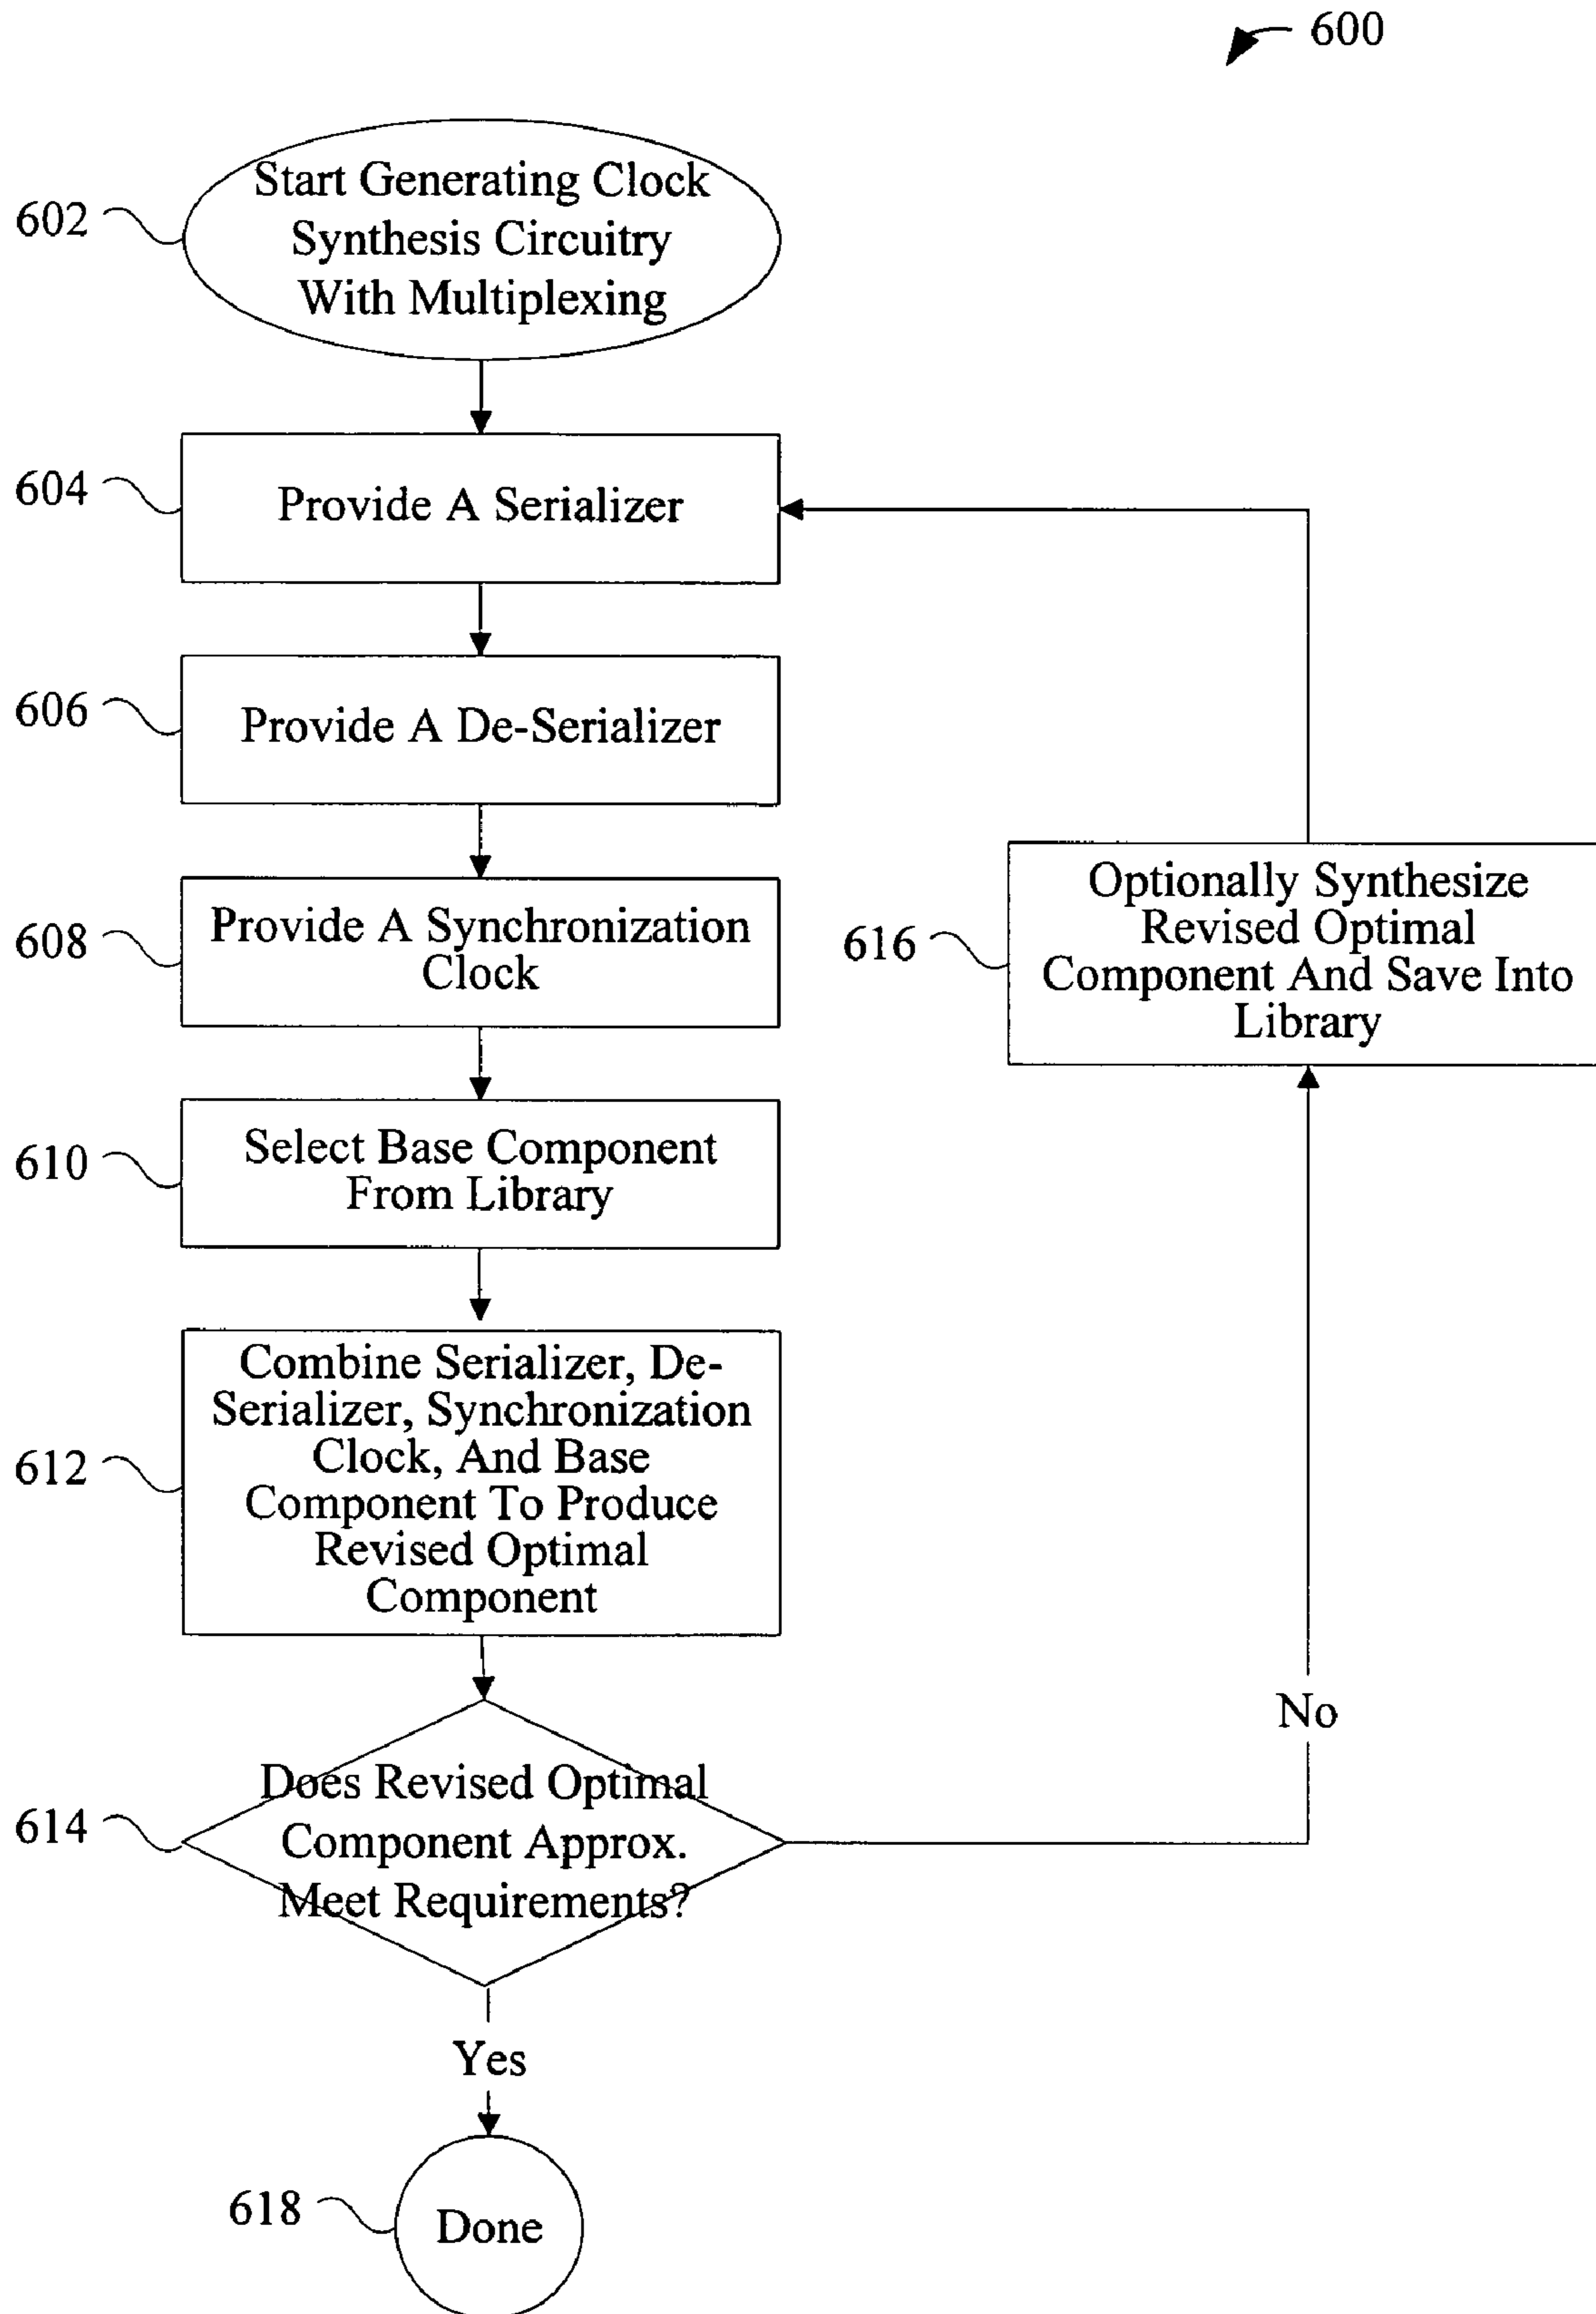 600
602
Start Generating Clock
Synthesis Circuitry
With Multiplexing
604
Provide A Serializer
606
Provide A De-Serializer
608
Provide A Synchronization
Clock
616
Optionally Synthesize
Revised Optimal
Component And Save Into
Library
610
Select Base Component
From Library
612
Combine Serializer, De-
Serializer, Synchronization
Clock, And Base
Component To Produce
Revised Optimal
Component
No
614
Does Revised Optimal
Component Approx.
Meet Requirements?
Yes
618
Done